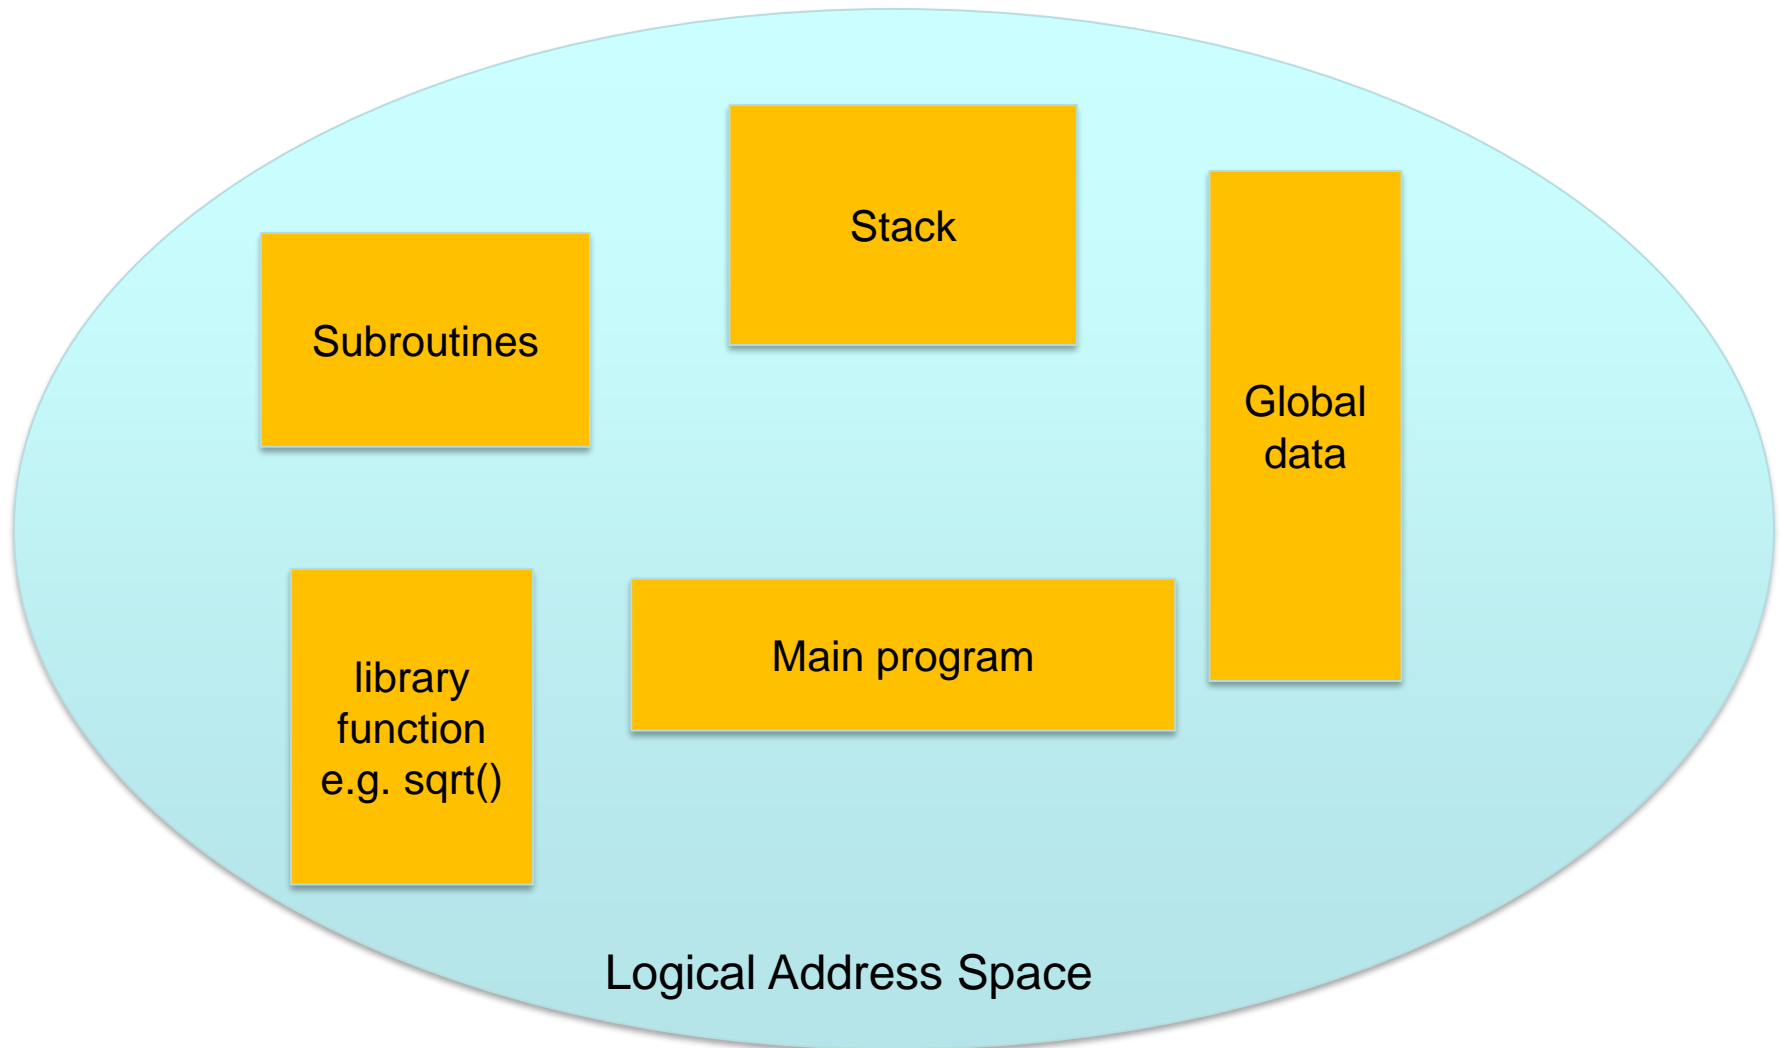 Stack
Subroutines
Global
data
Main program
library
function
e.g. sqrt()
Logical Address Space